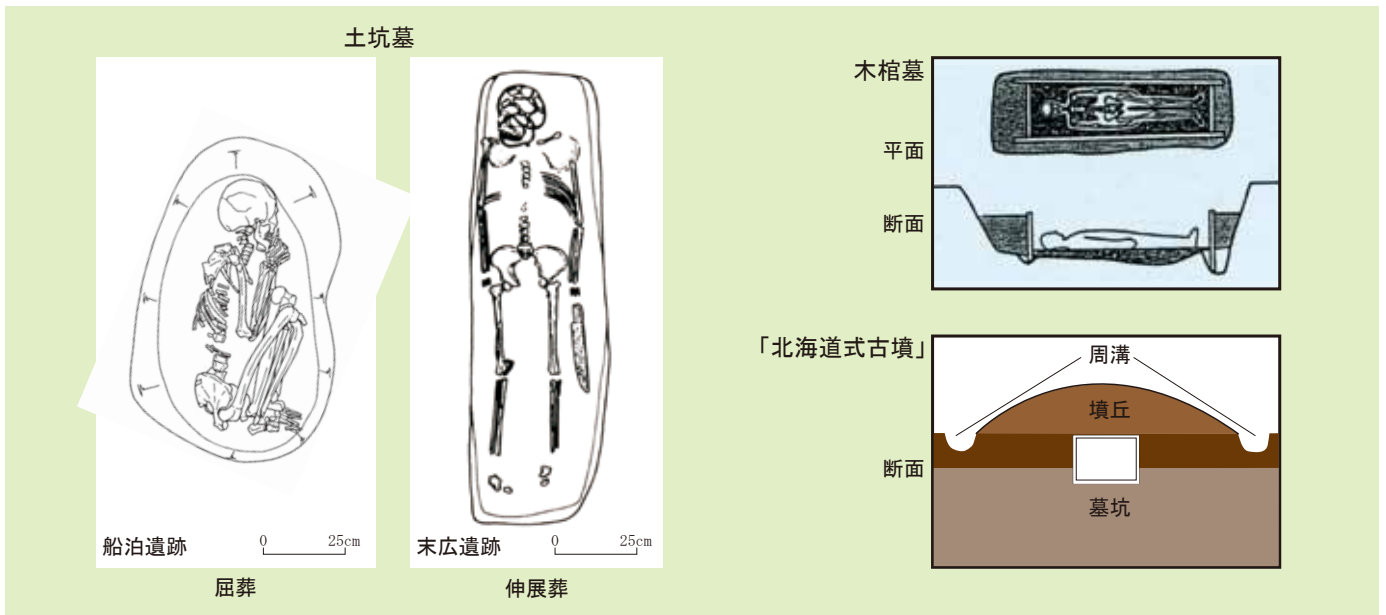 土坑墓
船泊遺跡
0 25cm
屈葬
末広遺跡
0 25cm
伸展葬
木棺墓
平面
断面
「北海道式古墳」
周溝
墳丘
断面
墓坑